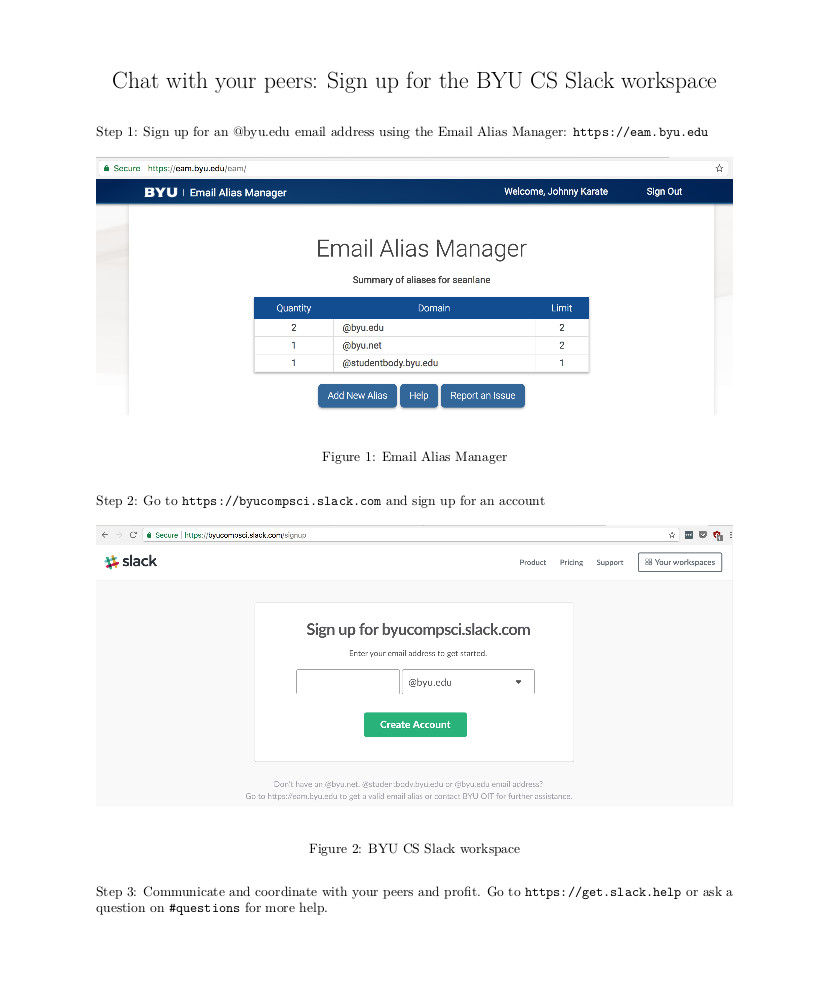 Chat with your peers: Sign up for the BYU CS Slack workspace
Step 1: Sign up for an @byu.edu email address using the Email Alias Manager: https://eam.byu.edu
Secure https://eam.byu.edu/eam/
BYU | Email Alias Manager Welcome, Johnny Karate Sign Out
Email Alias Manager
Summary of aliases for seanlane
Quantity Domain Limit
2 @byu.edu 2
1 @byu.net 2
1 @studentbody.byu.edu 1
Add New Alias Help Report an Issue
Figure 1: Email Alias Manager
Step 2: Go to https://byucompsci.slack.com and sign up for an account
Secure https://byucompsci.slack.com/signup
slack Product Pricing Support Your workspaces
Sign up for byucompsci.slack.com
Enter your email address to get started.
@byu.edu
Create Account
Don't have an @byu.net, @studentbody.byu.edu or @byu.edu email address?
Go to https://eam.byu.edu to get a valid email alias or contact BYU OIT for further assistance.
Figure 2: BYU CS Slack workspace
Step 3: Communicate and coordinate with your peers and profit. Go to https://get.slack.help or ask a
question on #questions for more help.